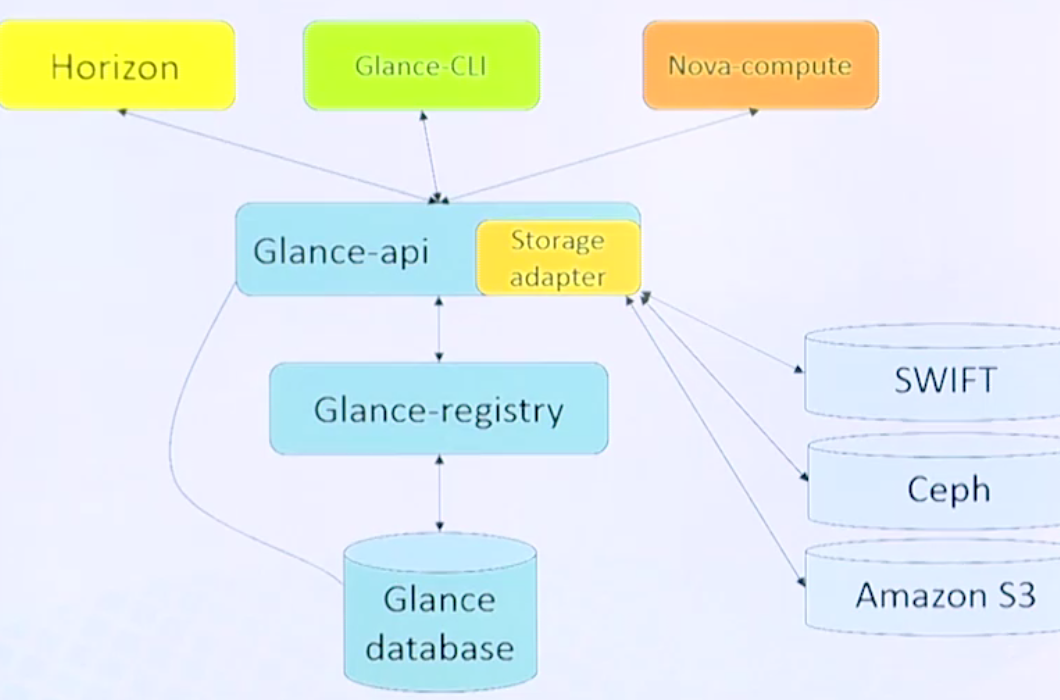 Horizon
Glance-CLI
Nova-compute
Glance-api
Storage
adapter
Glance-registry
SWIFT
Ceph
Amazon S3
Glance
database